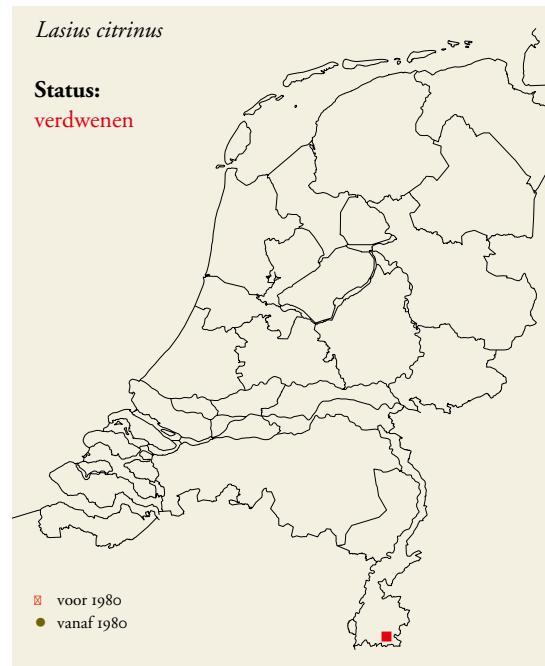 Lasius citrinus
Status:
verdwenen
voor 1980
vanaf 1980